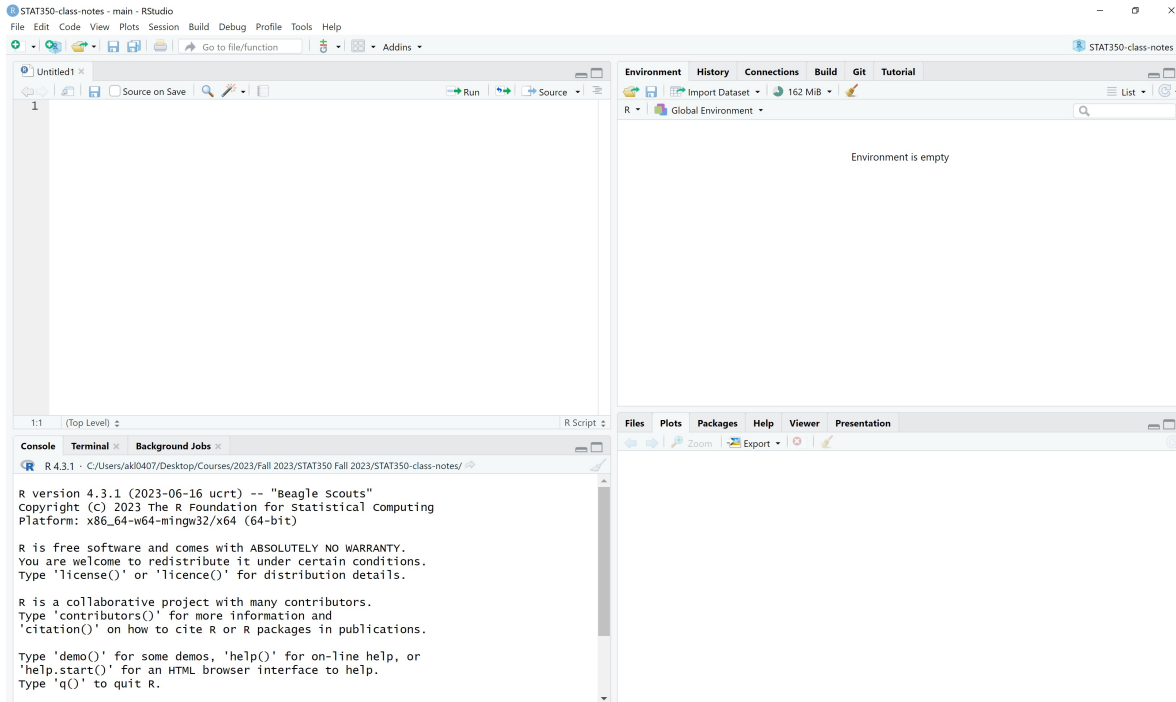 STAT350-class-notes - main - RStudio
File Edit Code View Plots Session Build Debug Profile Tools Help
Go to file/function Addins STAT350-class-notes
Untitled1
Source on Save Run Source
1
1:1 (Top Level) R Script
Console Terminal Background Jobs
R 4.3.1 · C:/Users/akl0407/Desktop/Courses/2023/Fall 2023/STAT350 Fall 2023/STAT350-class-notes/
R version 4.3.1 (2023-06-16 ucrt) -- "Beagle Scouts"
Copyright (C) 2023 The R Foundation for Statistical Computing
Platform: x86_64-w64-mingw32/x64 (64-bit)
R is free software and comes with ABSOLUTELY NO WARRANTY.
You are welcome to redistribute it under certain conditions.
Type 'license()' or 'licence()' for distribution details.
R is a collaborative project with many contributors.
Type 'contributors()' for more information and
'citation()' on how to cite R or R packages in publications.
Type 'demo()' for some demos, 'help()' for on-line help, or
'help.start()' for an HTML browser interface to help.
Type 'q()' to quit R.
Environment History Connections Build Git Tutorial
Import Dataset 162 MiB List
R Global Environment
Environment is empty
Files Plots Packages Help Viewer Presentation
Zoom Export